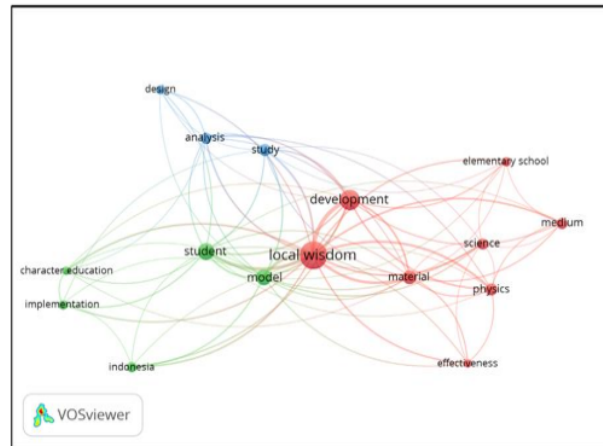 design
analysis
study
elementary school
development
medium
science
student
local wisdom
model
material
character education
physics
implementation
indonesia
effectiveness
VOSviewer